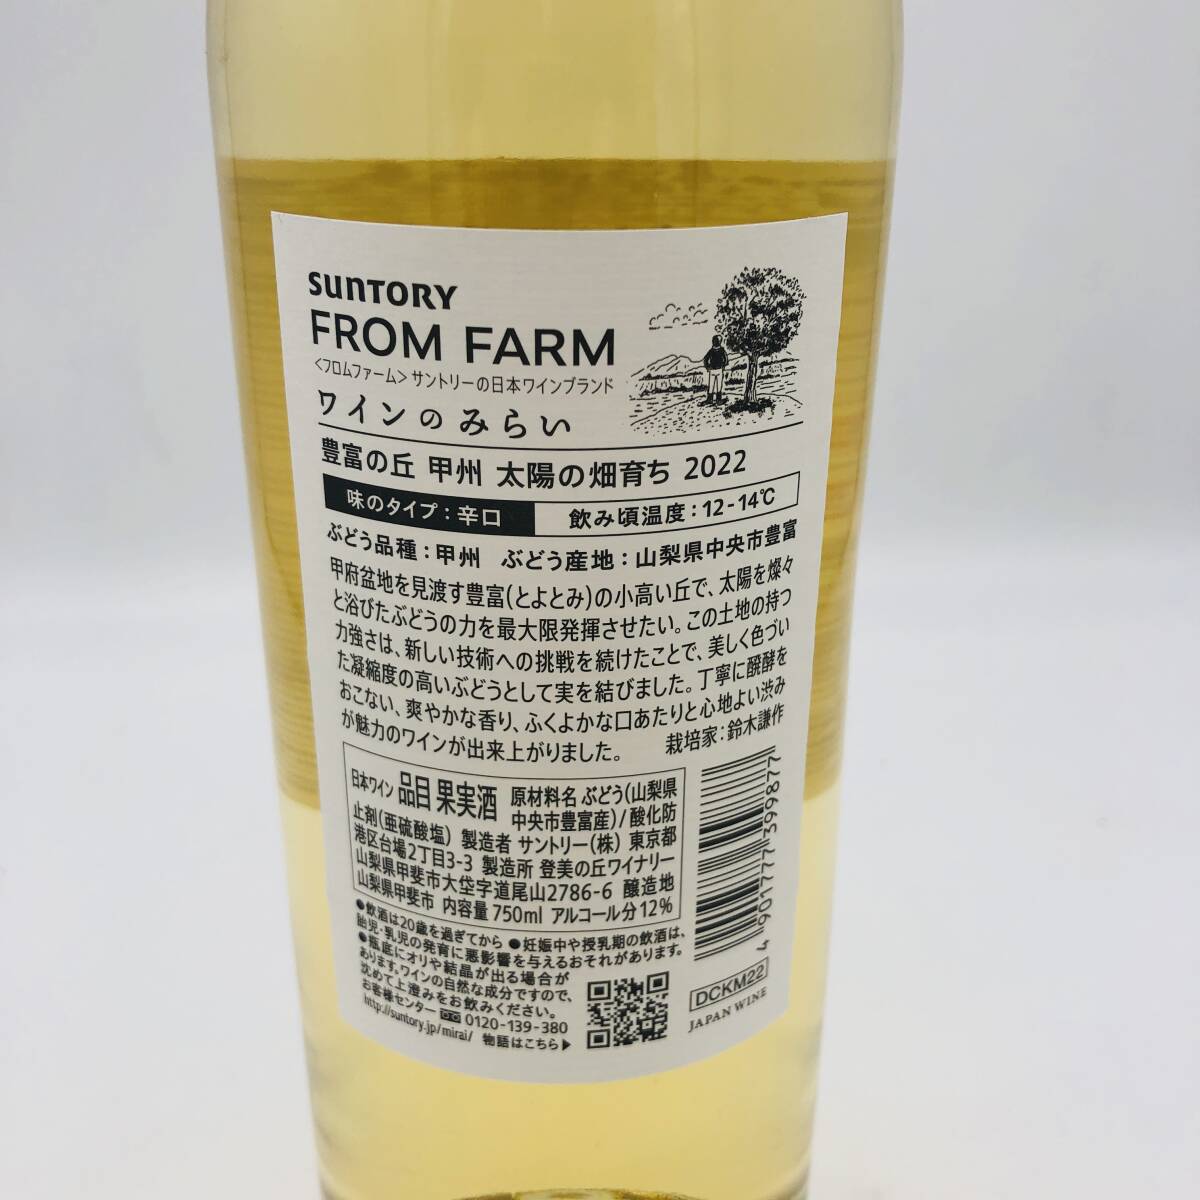 SUNTORY
FROM FARM
〈フロムファーム〉サントリーの日本ワインブランド
ワインのみらい
豊富の丘 甲州 太陽の畑育ち 2022
味のタイプ：辛口 飲み頃温度：12-14℃
ぶどう品種：甲州 ぶどう産地：山梨県中央市豊富
甲府盆地を見渡す豊富(とよとみ)の小高い丘で、太陽を燦々
と浴びたぶどうの力を最大限発揮させたい。この土地の持つ
力強さは、新しい技術への挑戦を続けたことで、美しく色づい
た凝縮度の高いぶどうとして実を結びました。丁寧に醗酵を
おこない、爽やかな香り、ふくよかな口あたりと心地よい渋み
が魅力のワインが出来上がりました。 栽培家：鈴木謙作
日本ワイン 品目 果実酒 原材料名 ぶどう（山梨県
中央市豊富産）/酸化防
止剤（亜硫酸塩） 製造者 サントリー（株） 東京都
港区台場2丁目3-3 製造所 登美の丘ワイナリー
山梨県甲斐市大垈字道尾山2786-6 醸造地
山梨県甲斐市 内容量 750ml アルコール分 12%
●飲酒は20歳を過ぎてから ●妊娠中や授乳期の飲酒は、
胎児・乳児の発育に悪影響を与えるおそれがあります。
●瓶底にオリや結晶が出る場合が
あります。ワインの自然な成分ですので、
沈めて上澄みをお飲みください。
お客様センター 0120-139-380
http://suntory.jp/mirai/ 物語はこちら▶
4 901777 399877
DCKM22
JAPAN WINE